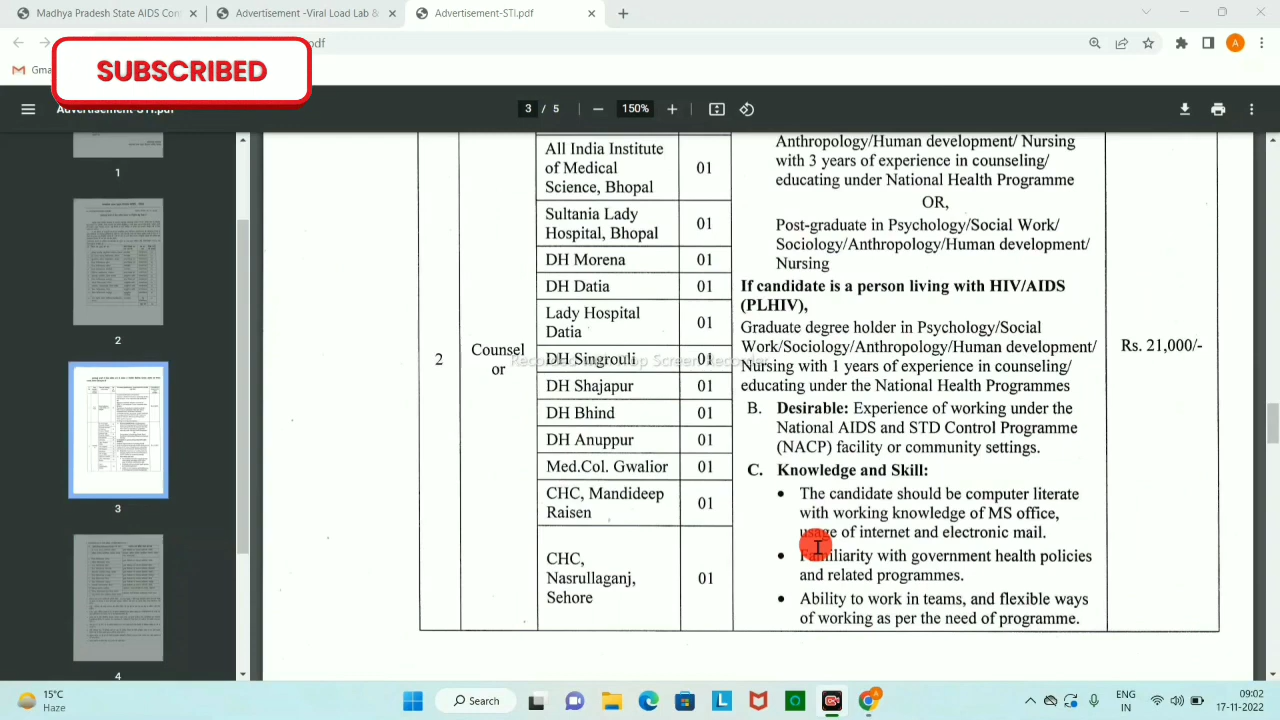 Madhya Pradesh State AIDS Con
Advertisement -Viral Load Lab &
Advertisement-STI.pdf
SUBSCRIBED
pdf
A
Gma
Advertisement-STI.pdf
3 / 5
150%
1
2
3
4
All India Institute
of Medical
Science, Bhopal
01
Sultania Lady
Hospital, Bhopal
01
DH Morena 01
DH Datia 01
Lady Hospital
Datia
01
DH Singrouli 01
DH Shajapur 01
DH Bhind 01
01
Med.Col. Gwalior 01
CHC, Mandideep
Raisen
01
CHC
Nasrullaganj,
Sehore
01
2
Counsel
or
Anthropology/Human development/ Nursing
with 3 years of experience in counseling/
educating under National Health Programme
OR,
Post-graduate in Psychology/Social Work/
Sociology/Anthropology/Human development/
Nursing
If candidate is a person living with HIV/AIDS
(PLHIV),
Graduate degree holder in Psychology/Social
Work/Sociology/Anthropology/Human development/
Nursing with years of experience in counseling/
educating under the National Health Programmes
B. Desirable: Experience of working under the
National AIDS and STD Control Programme
(NACP) facility or community settings.
C. Knowledge and Skill:
• The candidate should be computer literate
with working knowledge of MS office,
usage of internet and electronic mail.
• with government health policies
and related programmes.
• Ability to work in teams, and flexible ways
of working as per the need of programme.
Rs. 21,000/-
15°C
Haze
Search
ENG
IN
09:02
17-11-2022